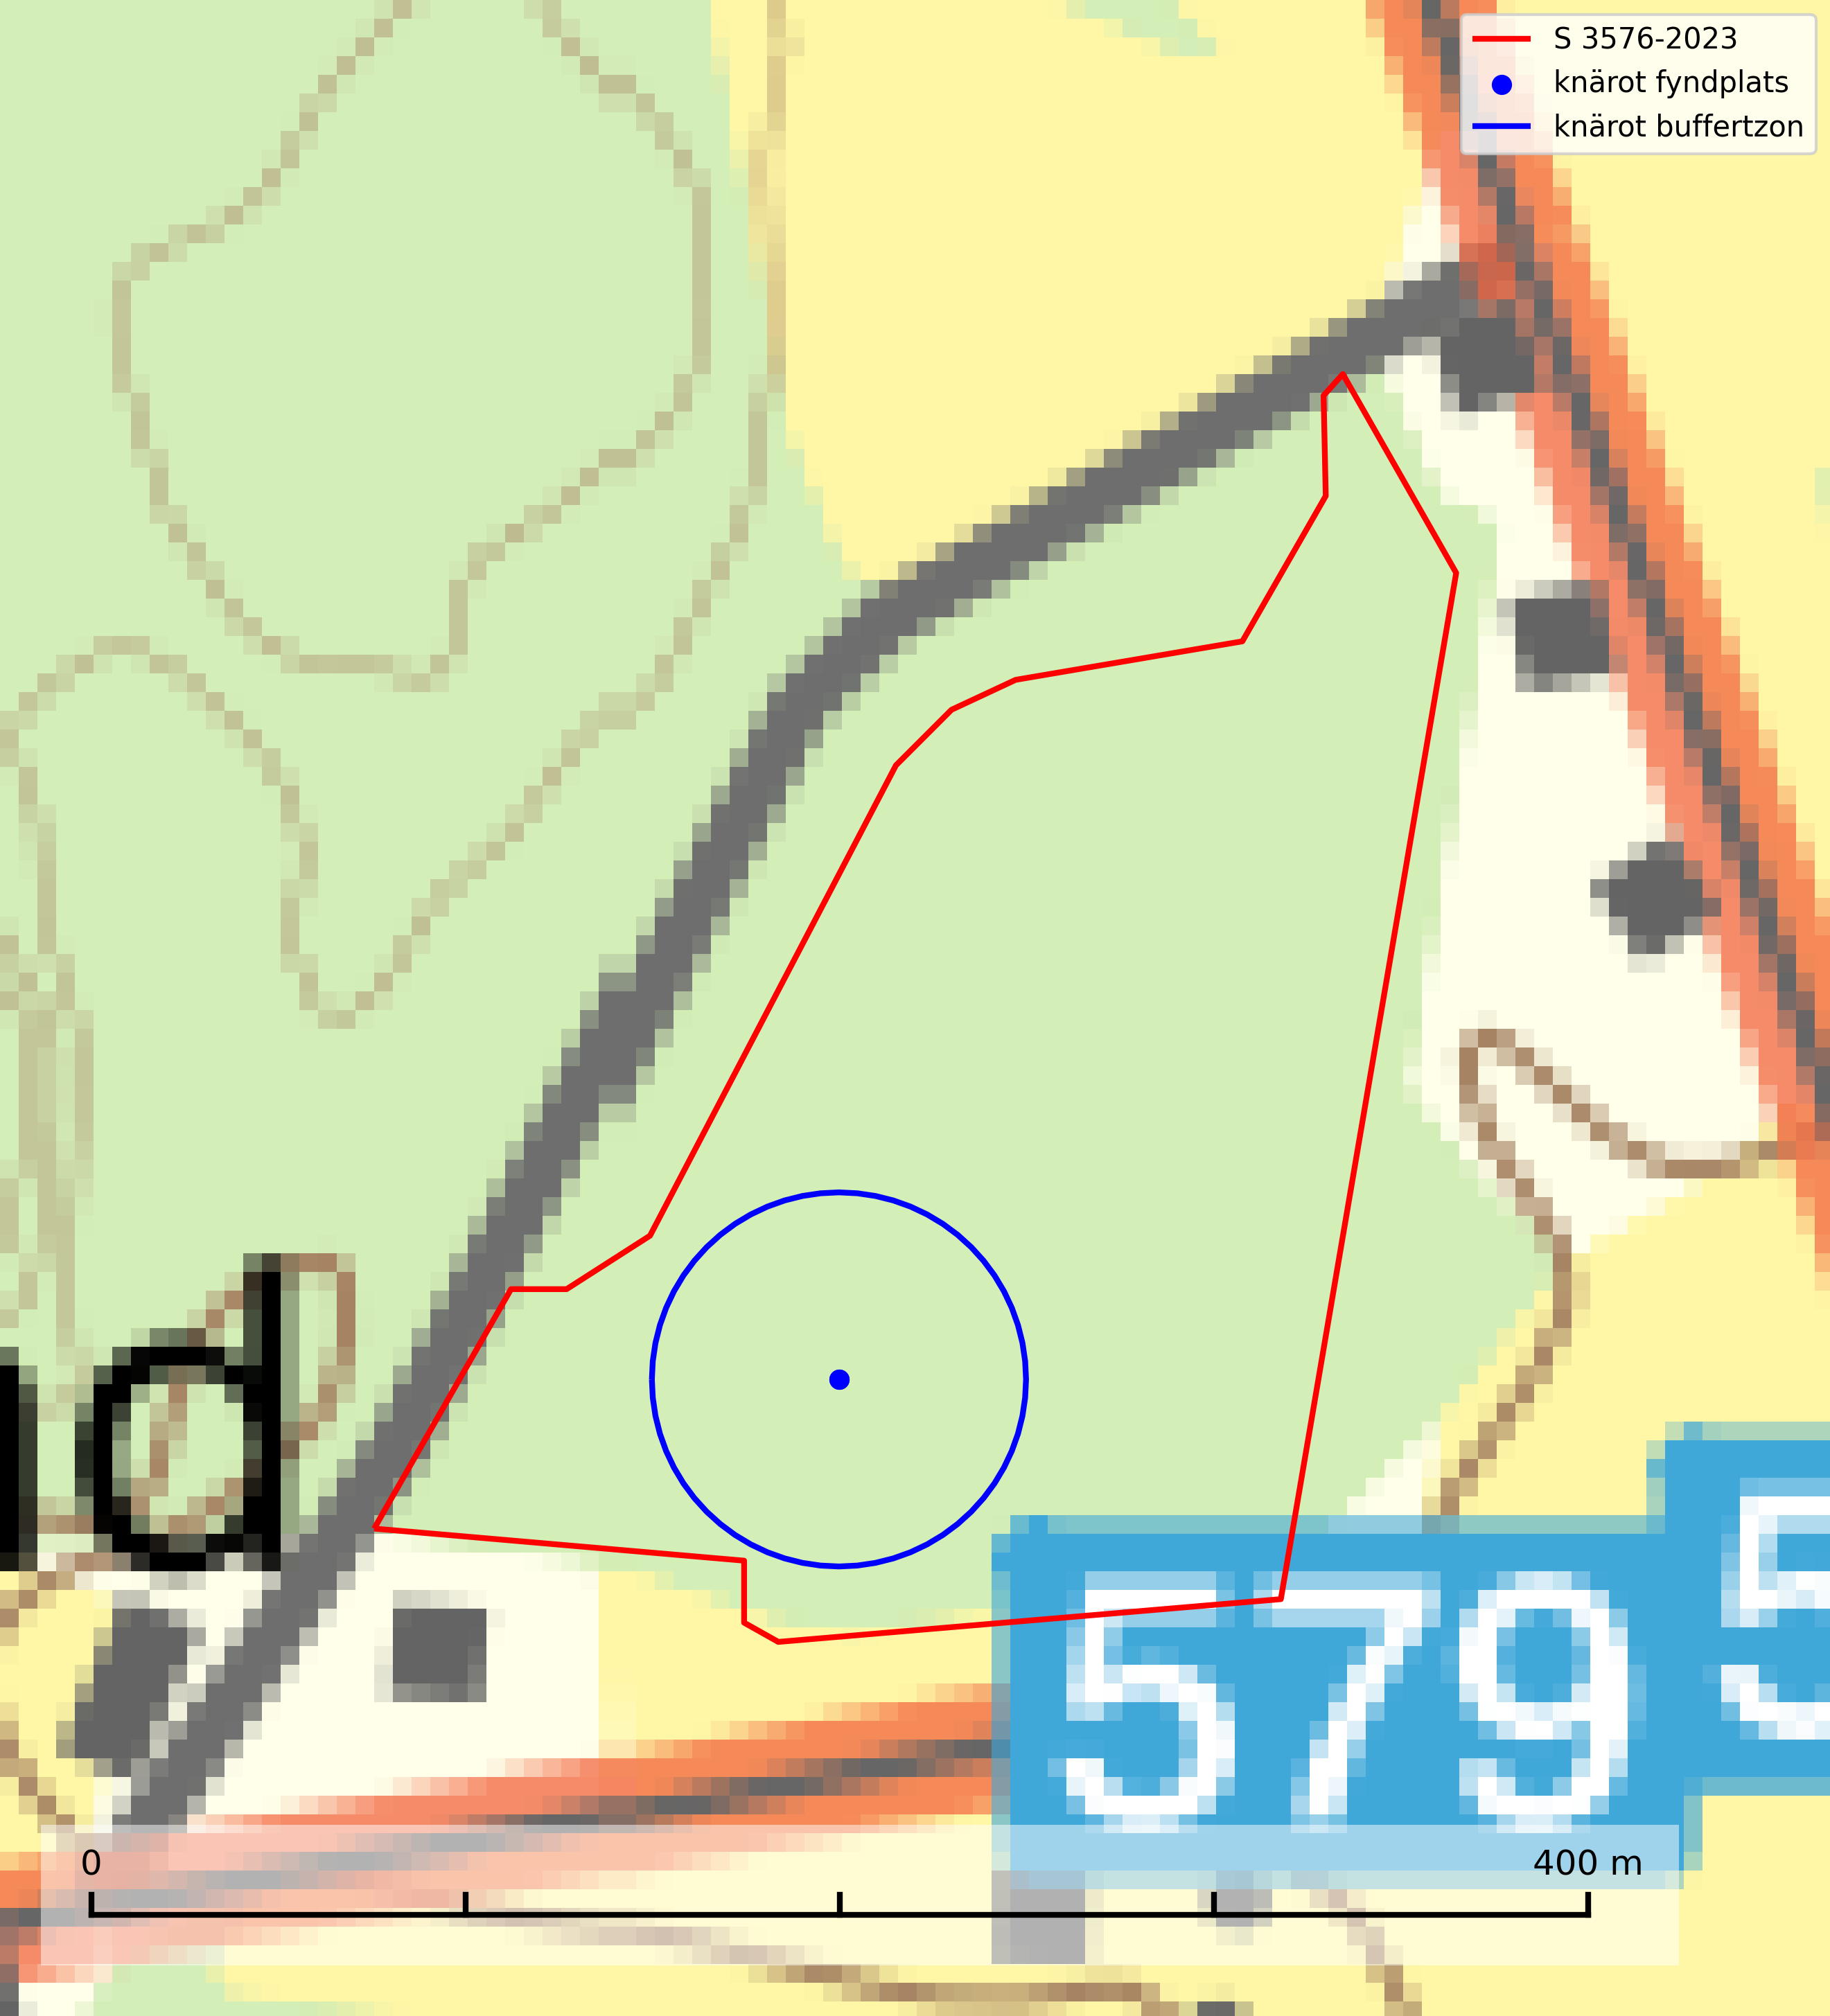 S 3576-2023
knärot fyndplats
knärot buffertzon
d
579
0
400 m